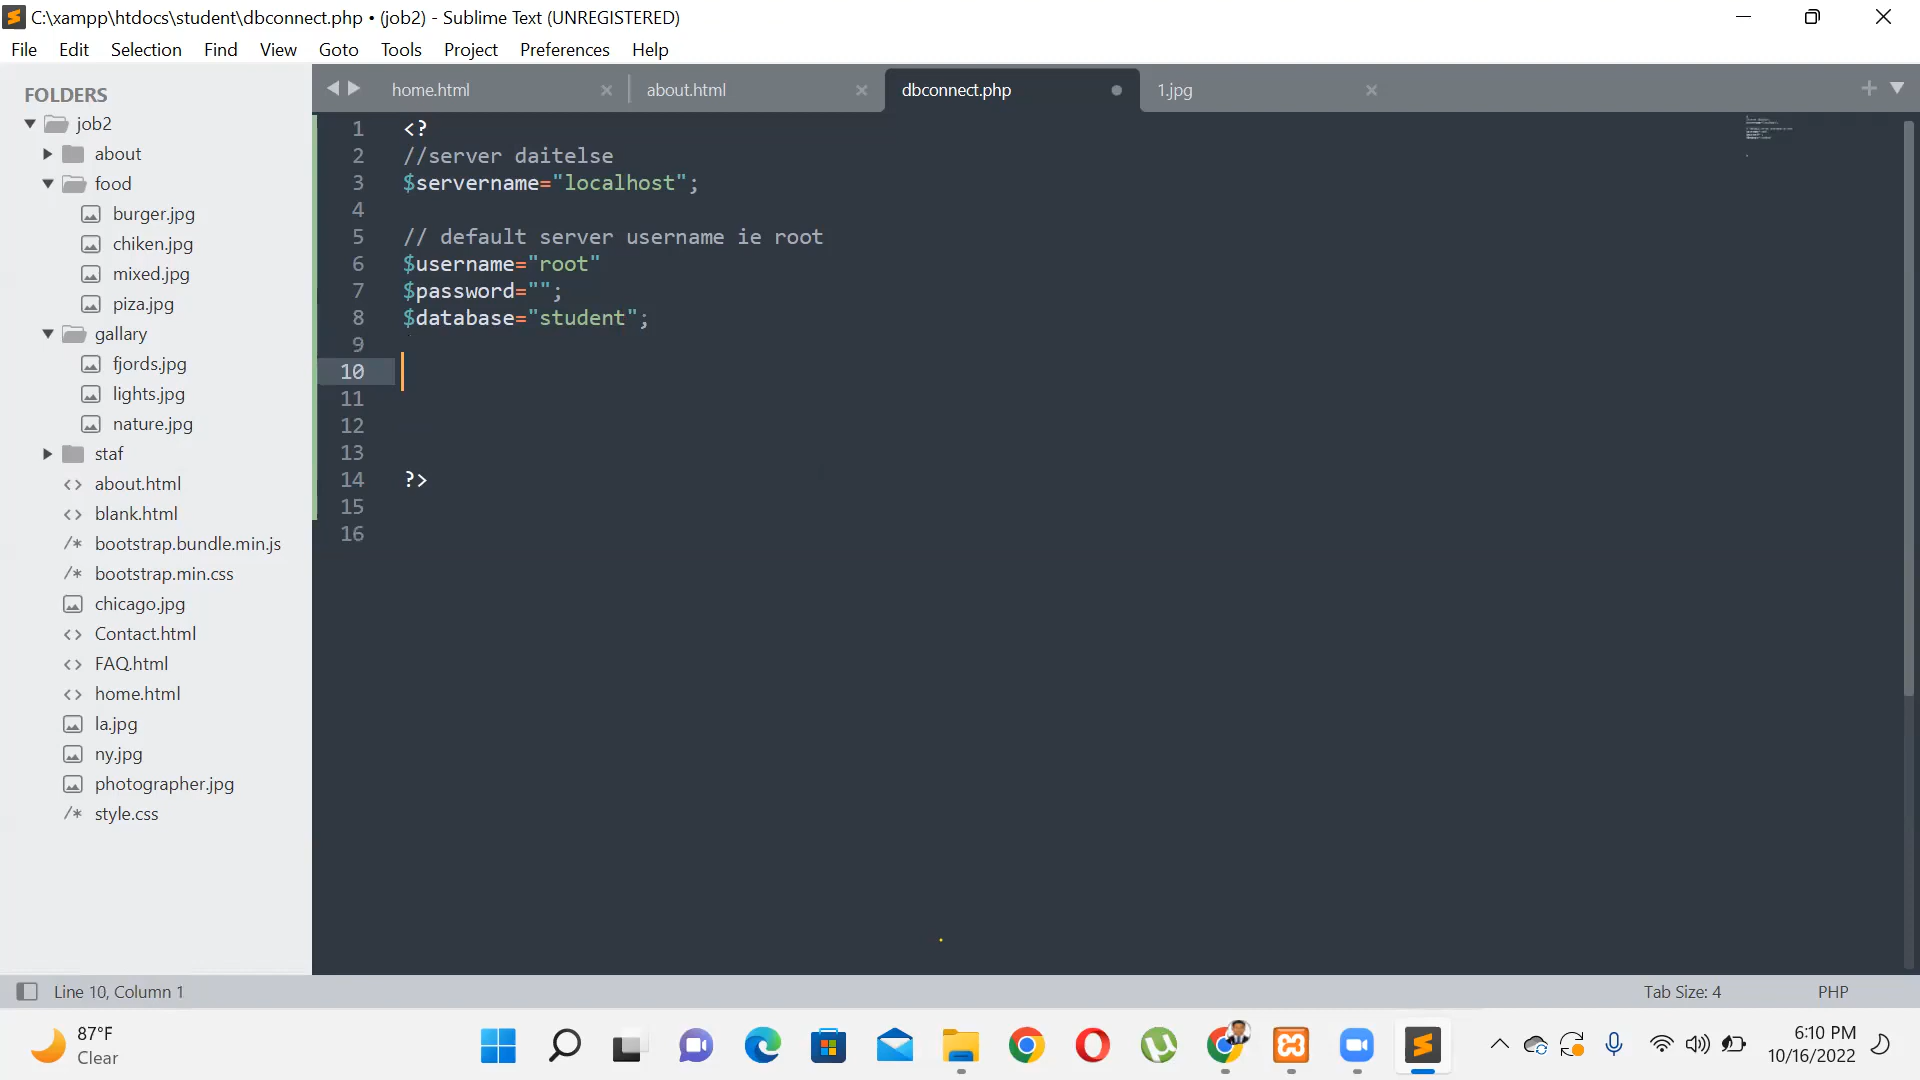 C:\xampp\htdocs\student\dbconnect.php • (job2) - Sublime Text (UNREGISTERED)
File Edit Selection Find View Goto Tools Project Preferences Help
FOLDERS
job2
about
food
burger.jpg
chiken.jpg
mixed.jpg
piza.jpg
gallary
fjords.jpg
lights.jpg
nature.jpg
staf
about.html
blank.html
/* bootstrap.bundle.min.js
/* bootstrap.min.css
chicago.jpg
Contact.html
FAQ.html
home.html
la.jpg
ny.jpg
photographer.jpg
/* style.css
home.html about.html dbconnect.php 1.jpg
1 <?
2 //server daitelse
3 $servername="localhost";
4
5 // default server username ie root
6 $username="root"
7 $password="";
8 $database="student";
9
10
11
12
13
14 ?>
15
16
Line 10, Column 1 Tab Size: 4 PHP
87°F
Clear
6:10 PM
10/16/2022